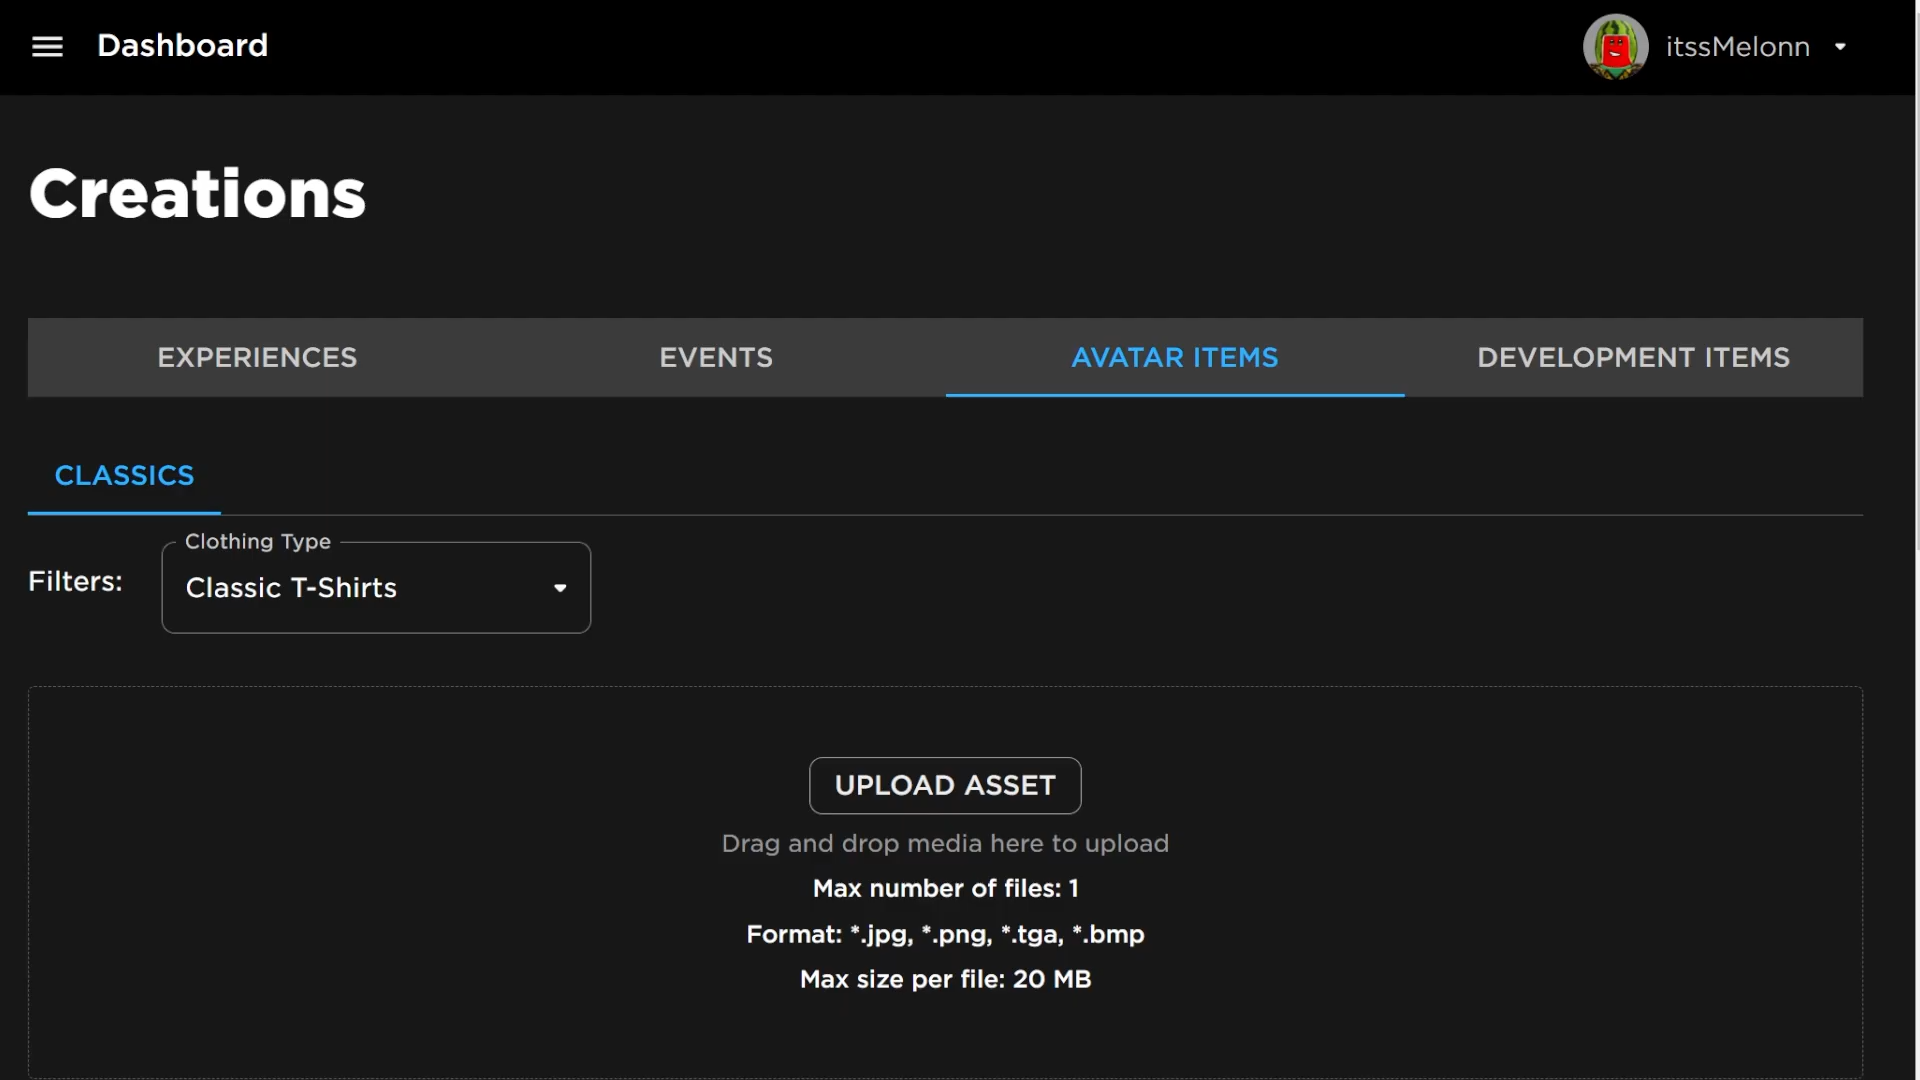 Dashboard
itssMelonn
Creations
EXPERIENCES
EVENTS
AVATAR ITEMS
DEVELOPMENT ITEMS
CLASSICS
Filters:
Clothing Type
Classic T-Shirts
UPLOAD ASSET
Drag and drop media here to upload
Max number of files: 1
Format: *.jpg, *.png, *.tga, *.bmp
Max size per file: 20 MB